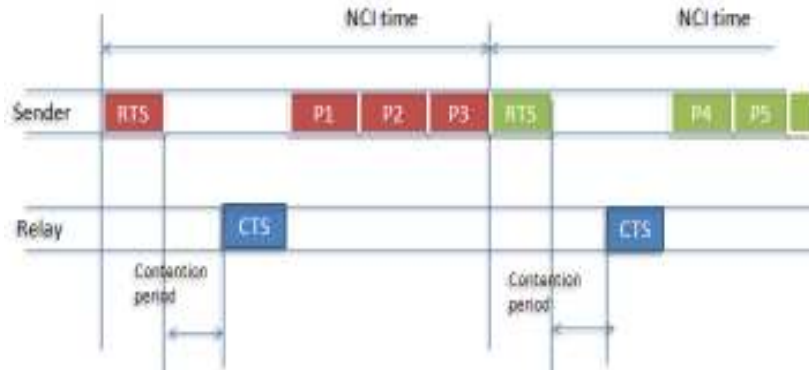 NCI time NCI time
Sender RTS P1 P2 P3 RTS P4 P5
Relay CTS CTS
Contention Contention
period period